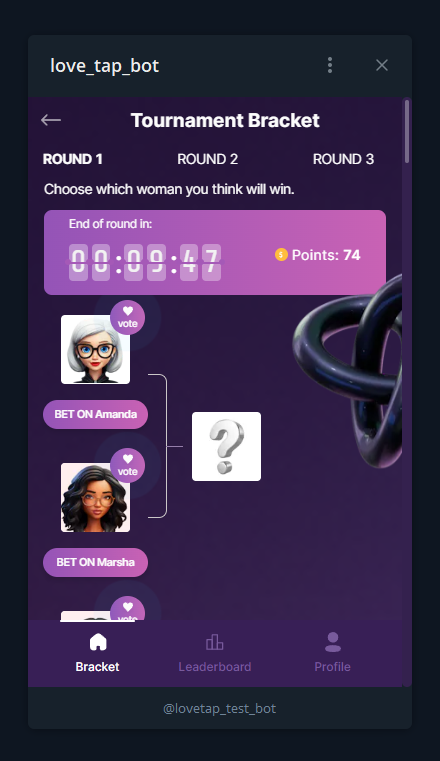 love_tap_bot
Tournament Bracket
ROUND 1 ROUND 2 ROUND 3
Choose which woman you think will win.
End of round in:
00:09:47
Points: 74
vote
BET ON Amanda
vote
BET ON Marsha
vote
Bracket Leaderboard Profile
@lovetap_test_bot